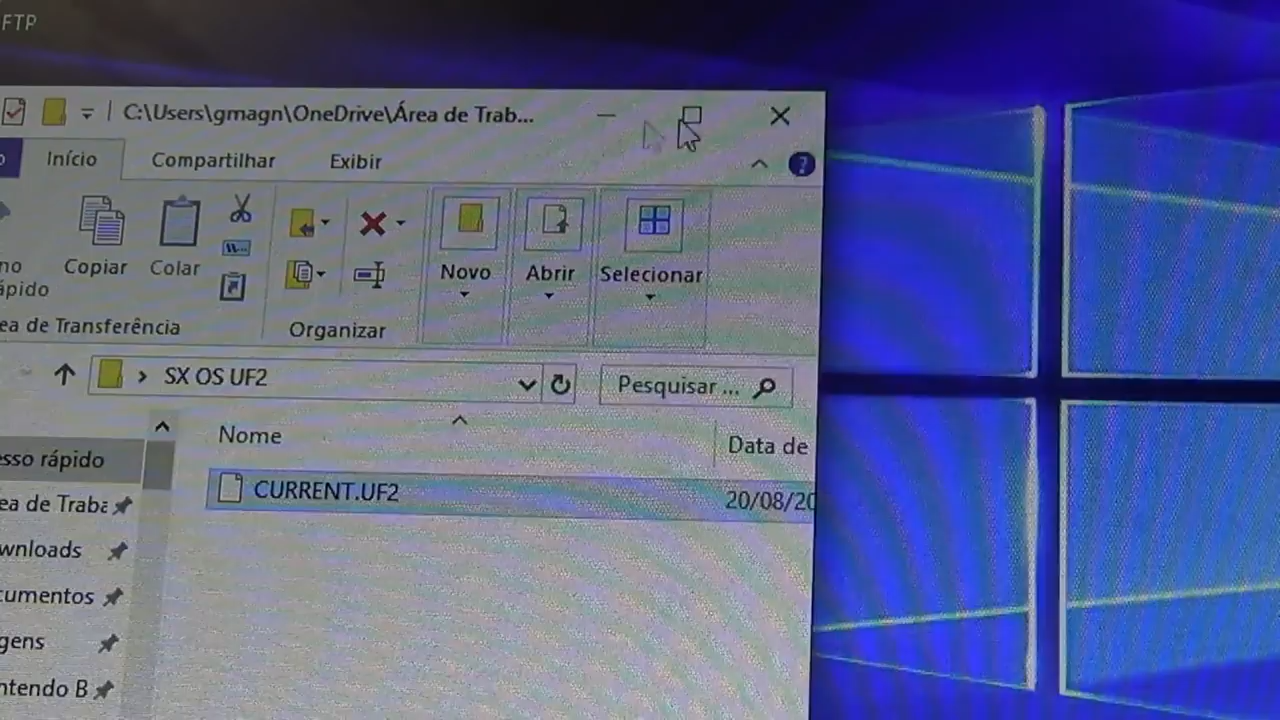 FTP
C:\Users\gmagn\OneDrive\Área de Trab...
Início Compartilhar Exibir
?
Copiar Colar
Novo Abrir Selecionar
no
ápido
ea de Transferência Organizar
SX OS UF2
Pesquisar ...
Nome
Data de
esso rápido
CURRENT.UF2
20/08/20
ea de Traba
wnloads
cumentos
gens
ntendo B